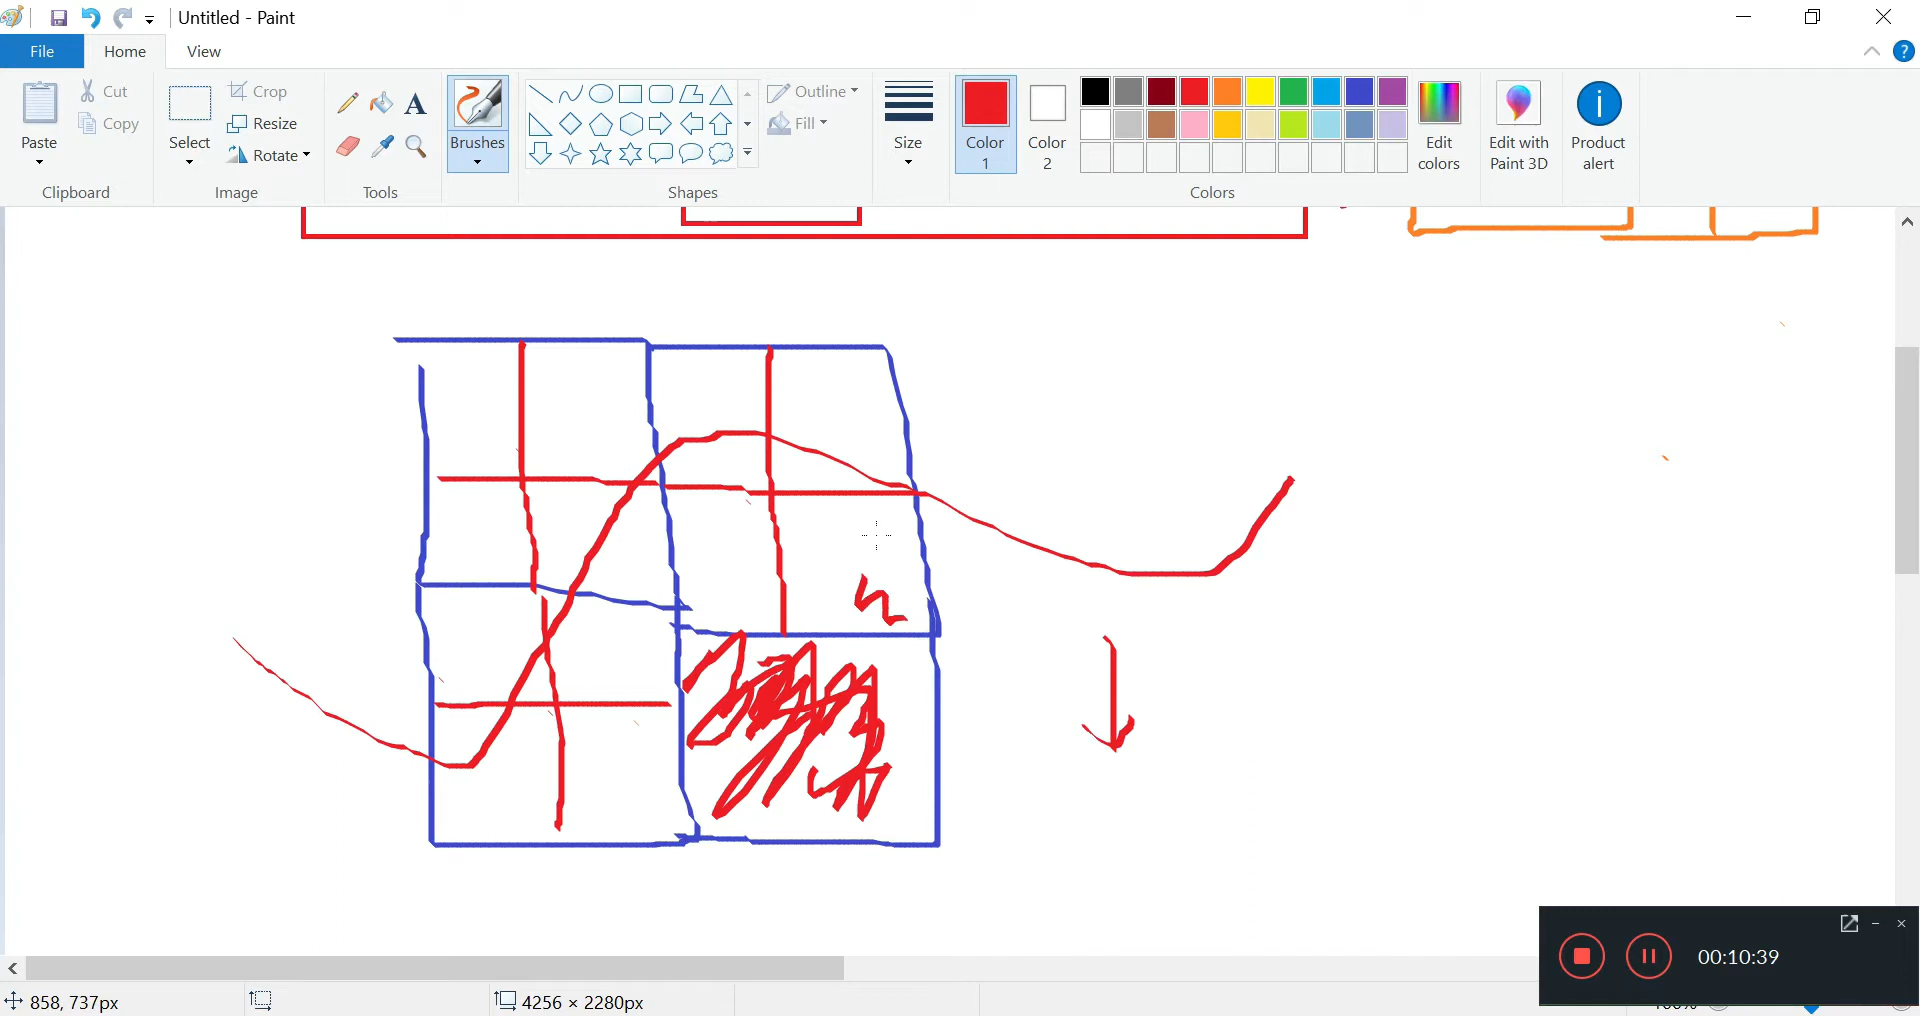 Untitled - Paint
File Home View
Paste
Cut
Copy
Clipboard
Select
Crop
Resize
Rotate
Image
Tools
Brushes
Shapes
Outline
Fill
Size
Color 1
Color 2
Edit colors
Colors
Edit with Paint 3D
Product alert
00:10:39
858, 737px
4256 × 2280px